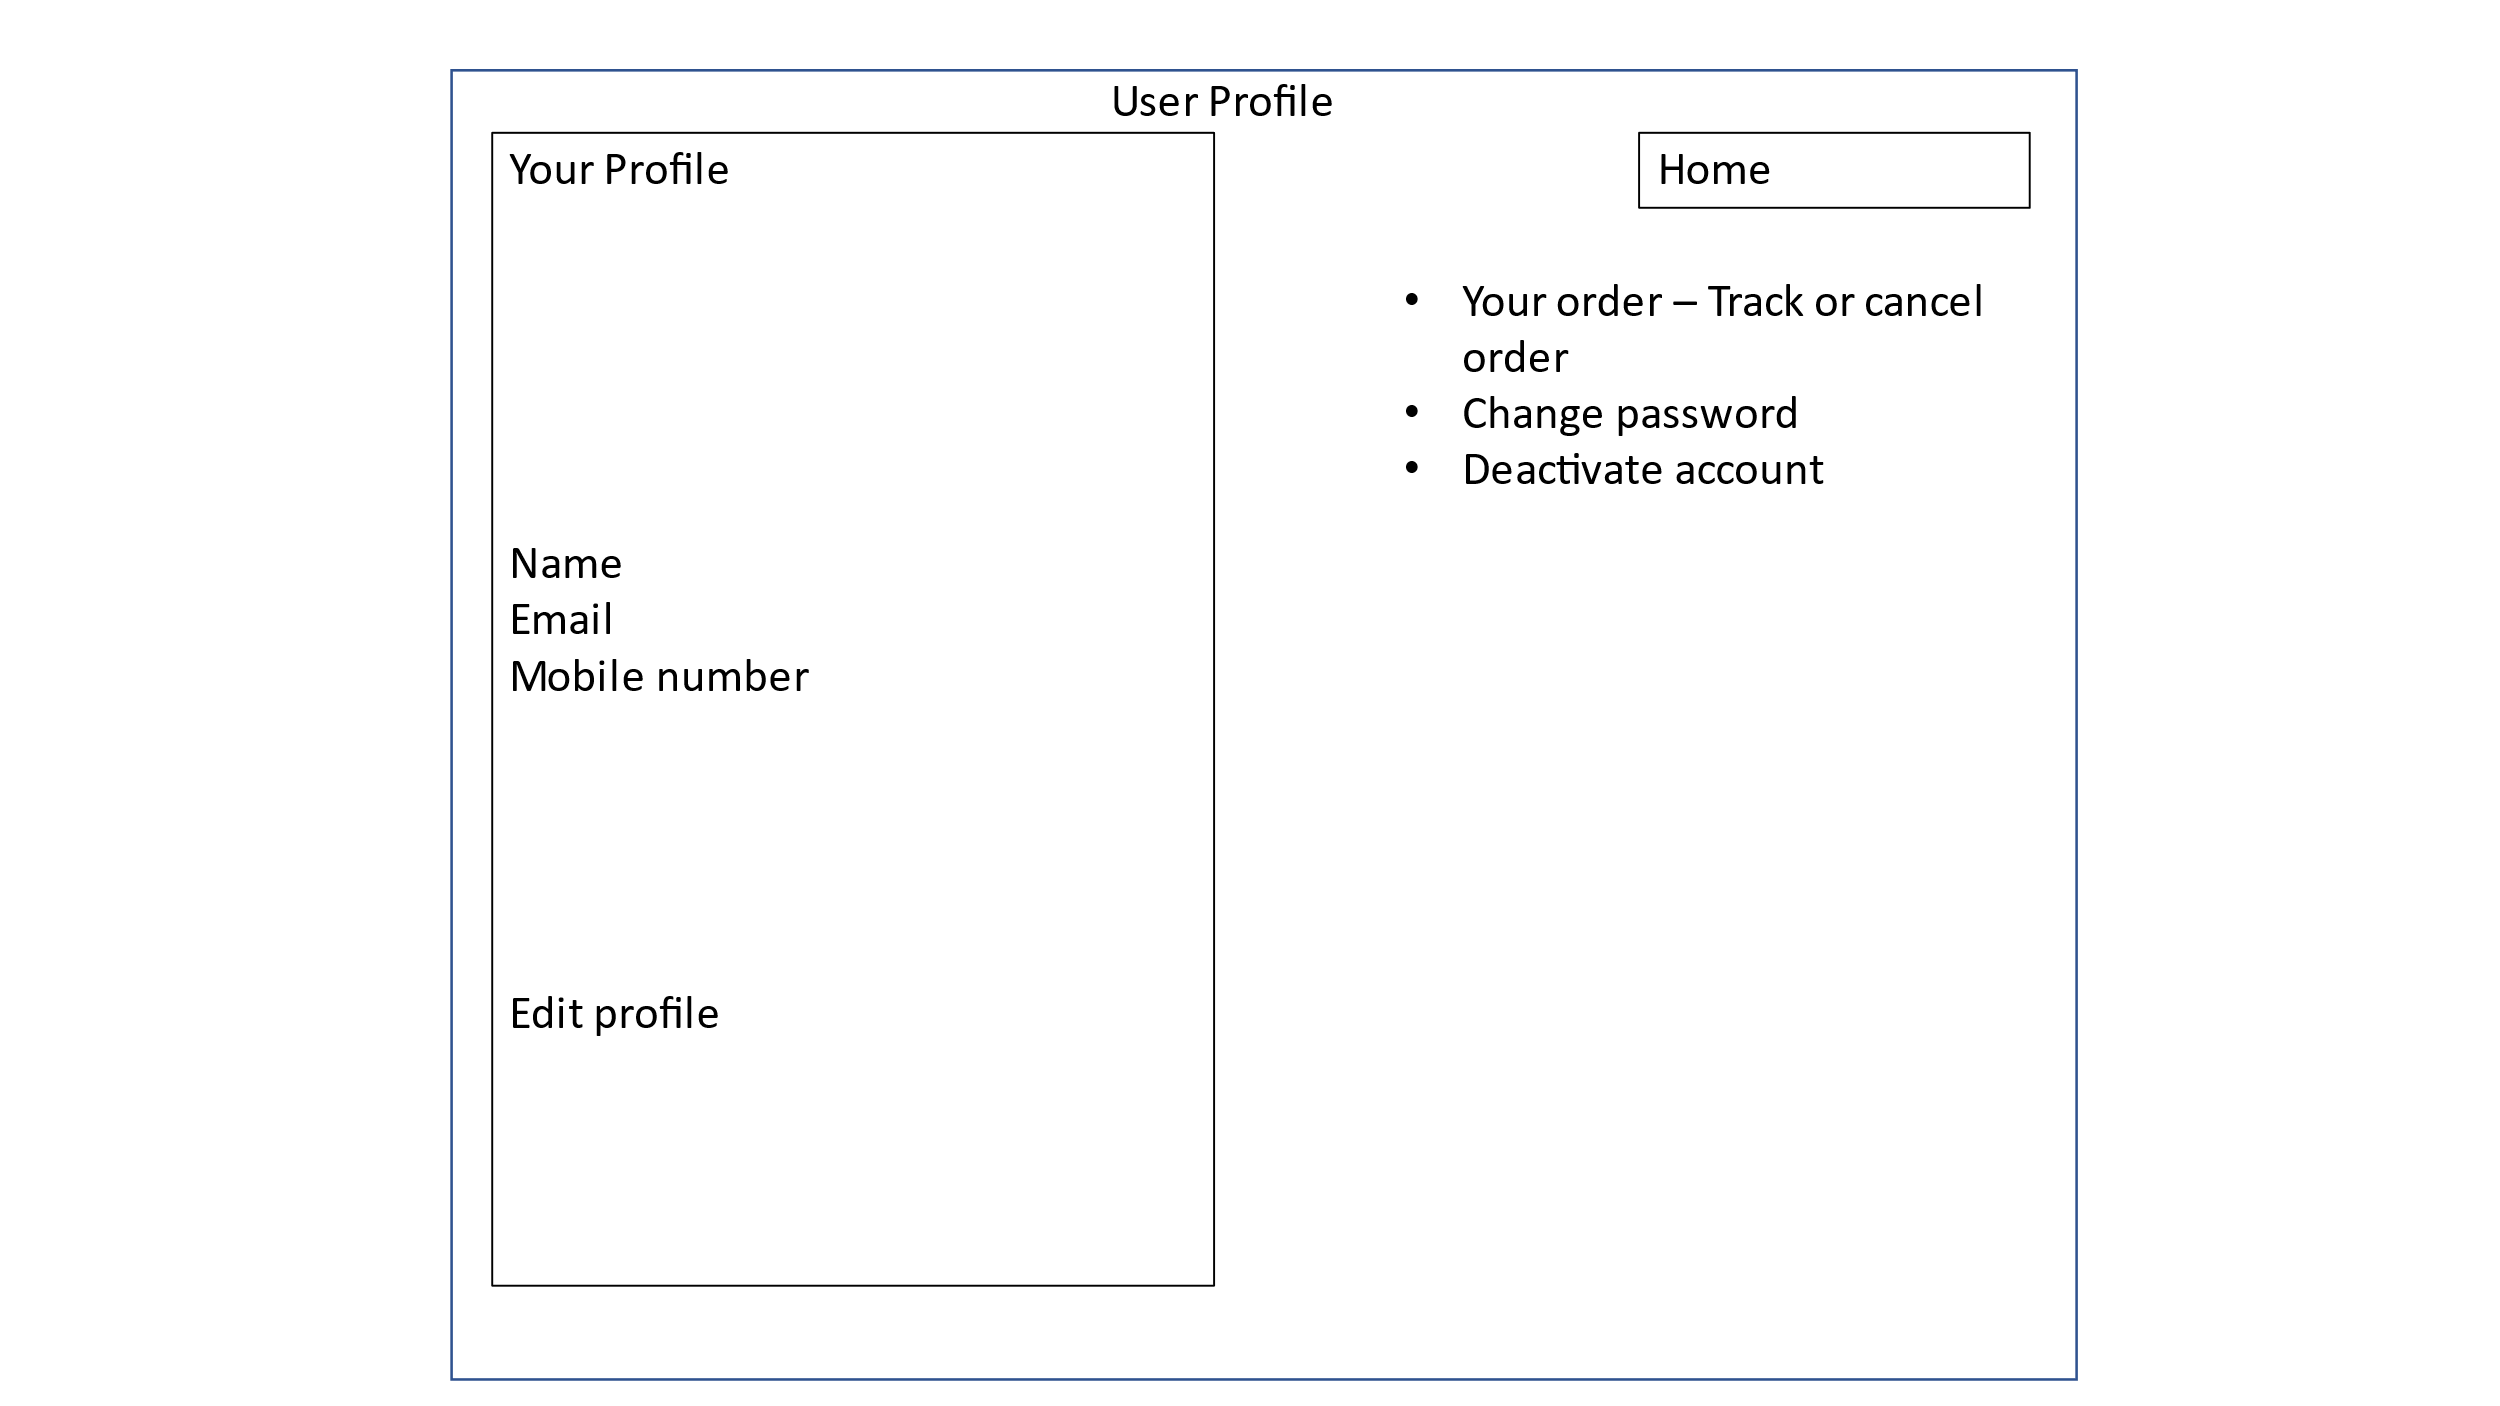 User Profile
Your Profile
Name
Email
Mobile number
Edit profile
Home
• Your order – Track or cancel
order
• Change password
• Deactivate account